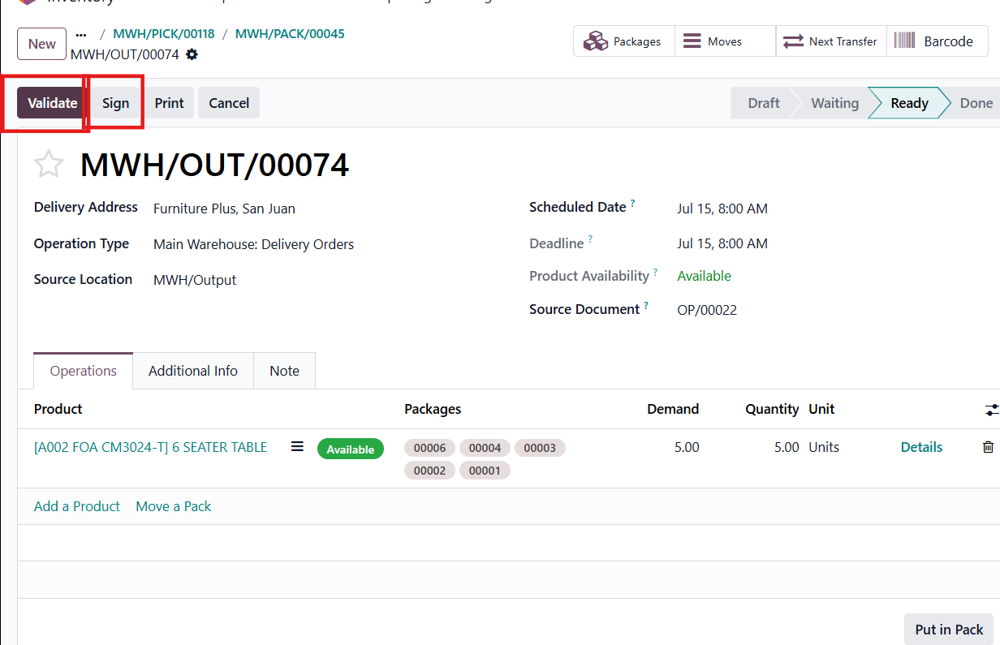 Inventory
New ... / MWH/PICK/00118 / MWH/PACK/00045
MWH/OUT/00074
Packages Moves Next Transfer Barcode
Validate Sign Print Cancel Draft Waiting Ready Done
MWH/OUT/00074
Delivery Address Furniture Plus, San Juan Scheduled Date ? Jul 15, 8:00 AM
Operation Type Main Warehouse: Delivery Orders Deadline ? Jul 15, 8:00 AM
Source Location MWH/Output Product Availability ? Available
Source Document ? OP/00022
Operations Additional Info Note
Product Packages Demand Quantity Unit
[A002 FOA CM3024-T] 6 SEATER TABLE Available 00006 00004 00003 5.00 5.00 Units Details
00002 00001
Add a Product Move a Pack
Put in Pack